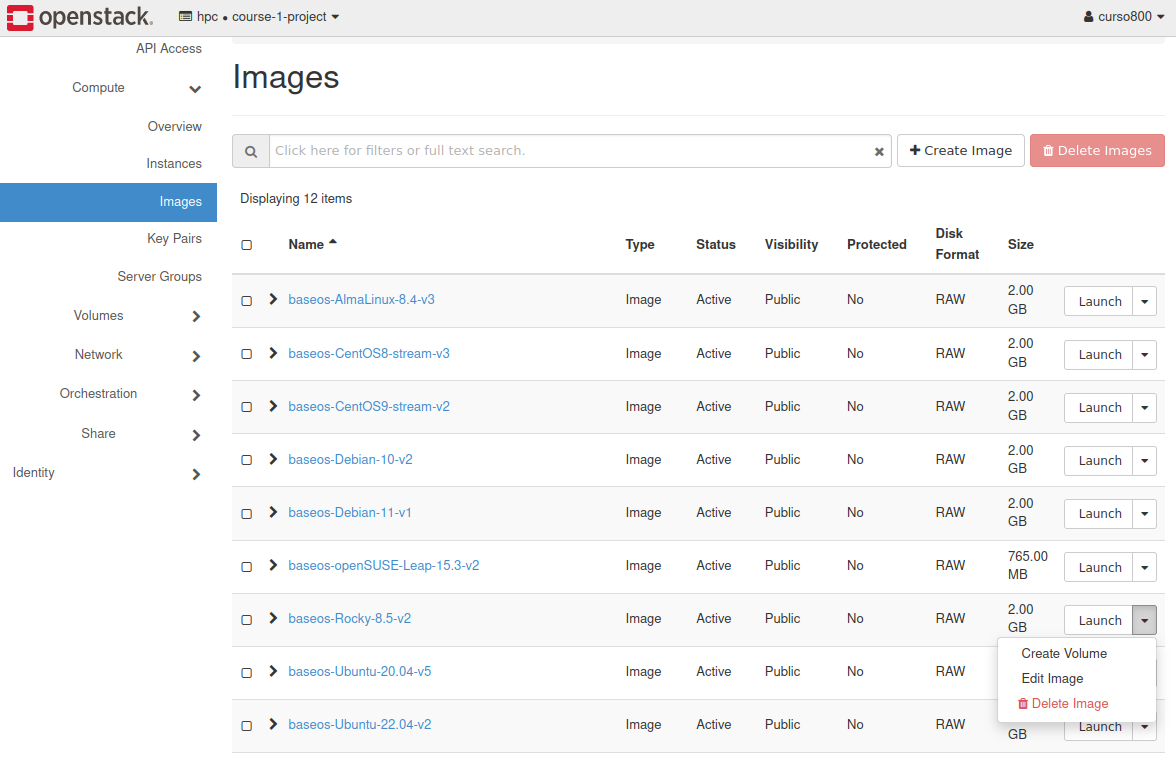 openstack. hpc • course-1-project curso800
API Access
Compute
Overview
Instances
Images
Key Pairs
Server Groups
Volumes
Network
Orchestration
Share
Identity
Images
Click here for filters or full text search. Create Image Delete Images
Displaying 12 items
Name Type Status Visibility Protected Disk Format Size
baseos-AlmaLinux-8.4-v3 Image Active Public No RAW 2.00 GB Launch
baseos-CentOS8-stream-v3 Image Active Public No RAW 2.00 GB Launch
baseos-CentOS9-stream-v2 Image Active Public No RAW 2.00 GB Launch
baseos-Debian-10-v2 Image Active Public No RAW 2.00 GB Launch
baseos-Debian-11-v1 Image Active Public No RAW 2.00 GB Launch
baseos-openSUSE-Leap-15.3-v2 Image Active Public No RAW 765.00 MB Launch
baseos-Rocky-8.5-v2 Image Active Public No RAW 2.00 GB Launch
Create Volume
Edit Image
Delete Image
baseos-Ubuntu-20.04-v5 Image Active Public No RAW
baseos-Ubuntu-22.04-v2 Image Active Public No RAW GB Launch